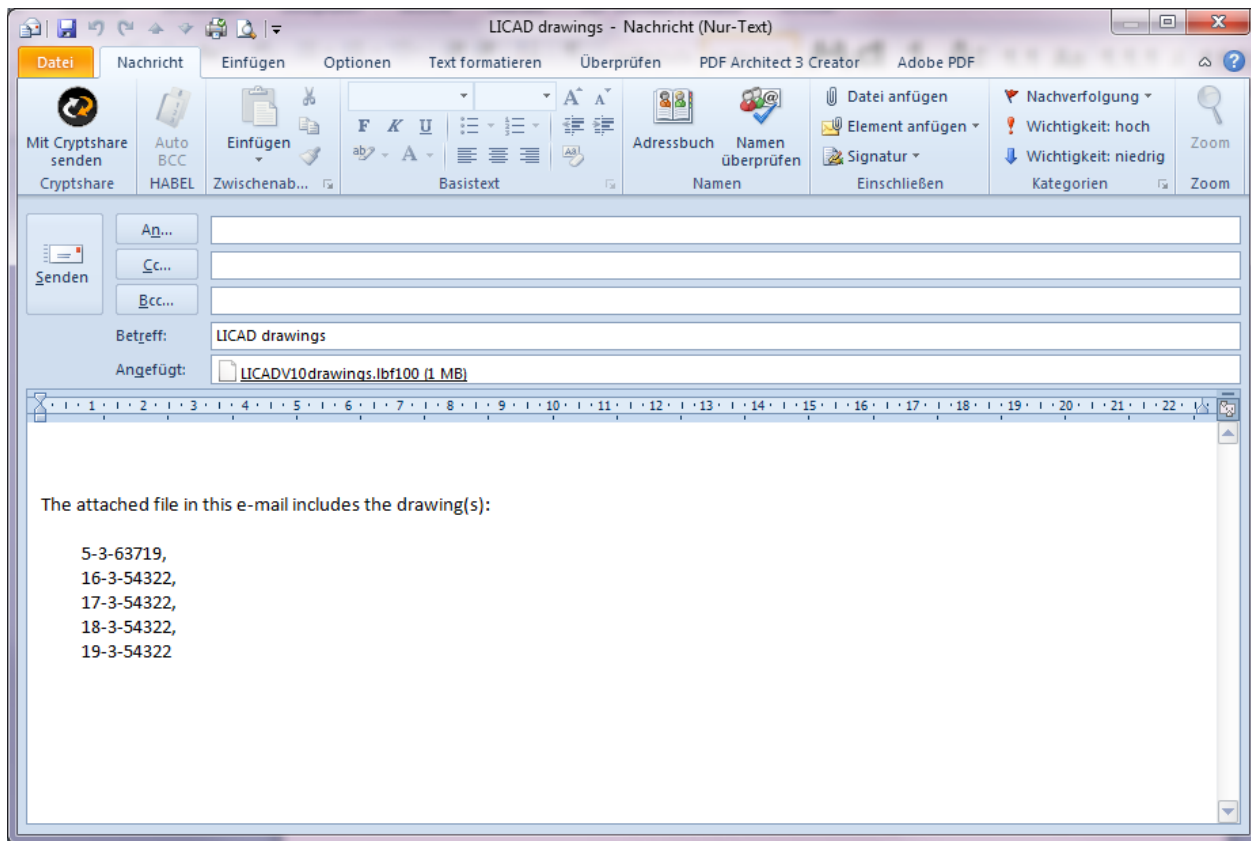 LICAD drawings - Nachricht (Nur-Text)
Datei Nachricht Einfügen Optionen Text formatieren Überprüfen PDF Architect 3 Creator Adobe PDF
Mit Cryptshare senden
Cryptshare
Auto BCC
HABEL
Einfügen
Zwischenab...
F K U
Basistext
Adressbuch
Namen überprüfen
Namen
Datei anfügen
Element anfügen
Signatur
Einschließen
Nachverfolgung
Wichtigkeit: hoch
Wichtigkeit: niedrig
Kategorien
Zoom
Zoom
Senden
An...
Cc...
Bcc...
Betreff: LICAD drawings
Angefügt: LICADV10drawings.lbf100 (1 MB)
1 2 3 4 5 6 7 8 9 10 11 12 13 14 15 16 17 18 19 20 21 22
The attached file in this e-mail includes the drawing(s):
5-3-63719,
16-3-54322,
17-3-54322,
18-3-54322,
19-3-54322